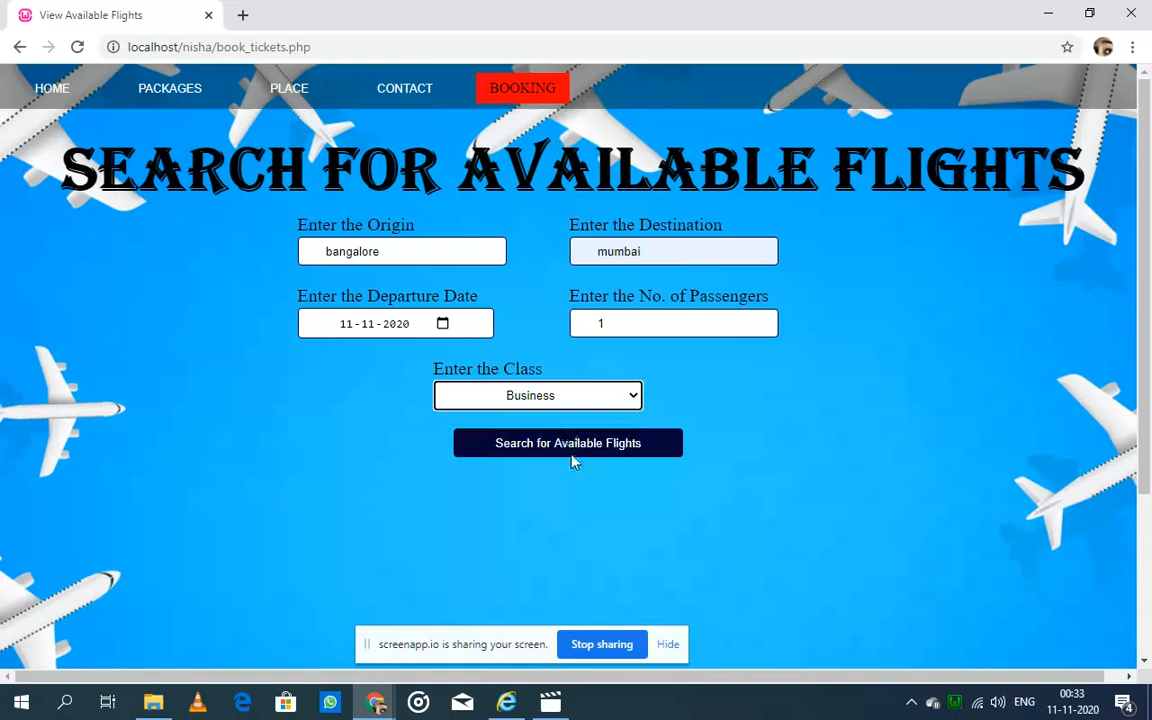 View Available Flights
localhost/nisha/book_tickets.php
HOME PACKAGES PLACE CONTACT BOOKING
SEARCH FOR AVAILABLE FLIGHTS
Enter the Origin Enter the Destination
bangalore mumbai
Enter the Departure Date Enter the No. of Passengers
11-11-2020 1
Enter the Class
Business
Search for Available Flights
screenapp.io is sharing your screen. Stop sharing Hide
ENG 00:33
11-11-2020 4